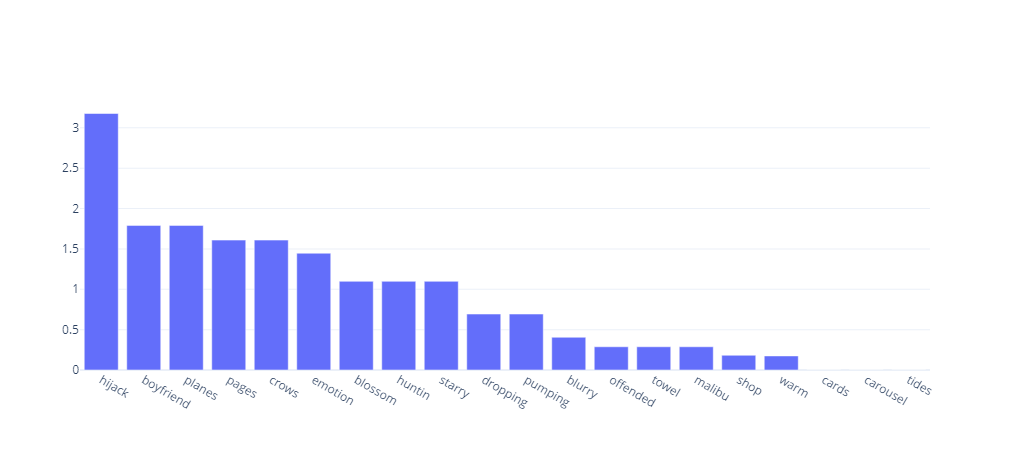 3
2.5
2
1.5
1
0.5
0
hijack
boyfriend
planes
pages
crows
emotion
blossom
huntin
starry
dropping
pumping
blurry
offended
towel
malibu
shop
warm
cards
carousel
tides